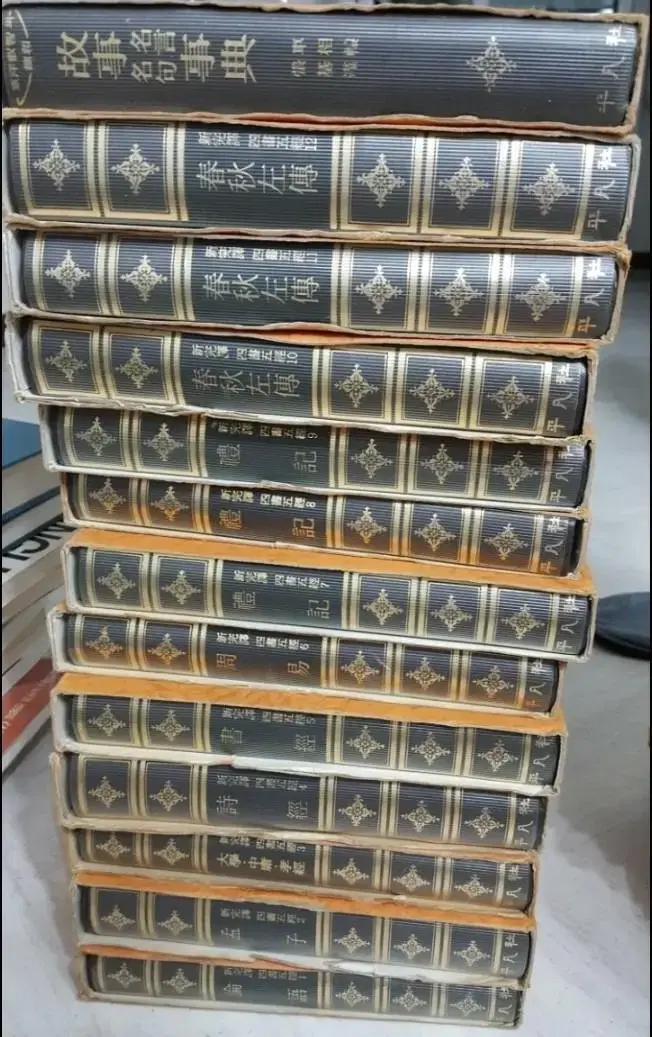 故事名言名句事典
平凡社
新完譯 四書五經12
春秋左傳
平凡社
新完譯 四書五經11
春秋左傳
平凡社
新完譯 四書五經10
春秋左傳
平凡社
新完譯 四書五經9
禮記
平凡社
新完譯 四書五經8
禮記
平凡社
新完譯 四書五經7
禮記
平凡社
新完譯 四書五經6
周易
平凡社
新完譯 四書五經5
書經
平凡社
新完譯 四書五經4
詩經
平凡社
新完譯 四書五經3
大學·中庸·孝經
平凡社
新完譯 四書五經2
孟子
平凡社
新完譯 四書五經1
論語
平凡社